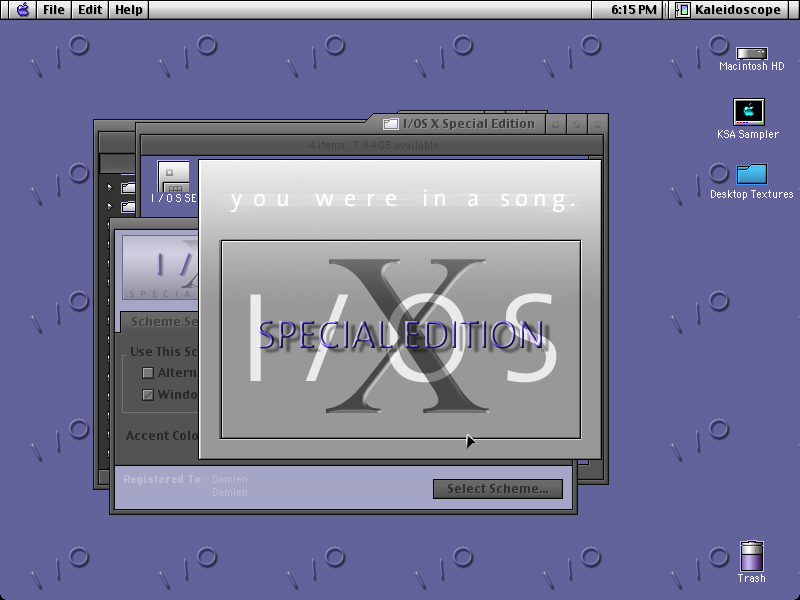 File Edit Help 6:15 PM Kaleidoscope
Macintosh HD
KSA Sampler
Desktop Textures
I/OS X Special Edition
4 items, 7.94 GB available
I/OS SE
you were in a song.
I/OS
X
SPECIAL EDITION
I/
SPECIA
Scheme Se
Use This Sc
Altern
Windo
Accent Colo
Registered To: Damien
Damien
Select Scheme...
Trash